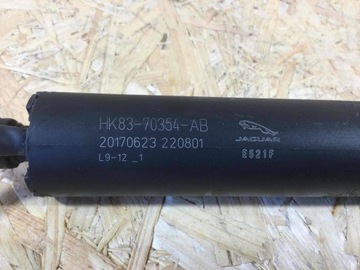 HK83-70354-AB
20170623 220801
L9-12 _1
JAGUAR
E521F